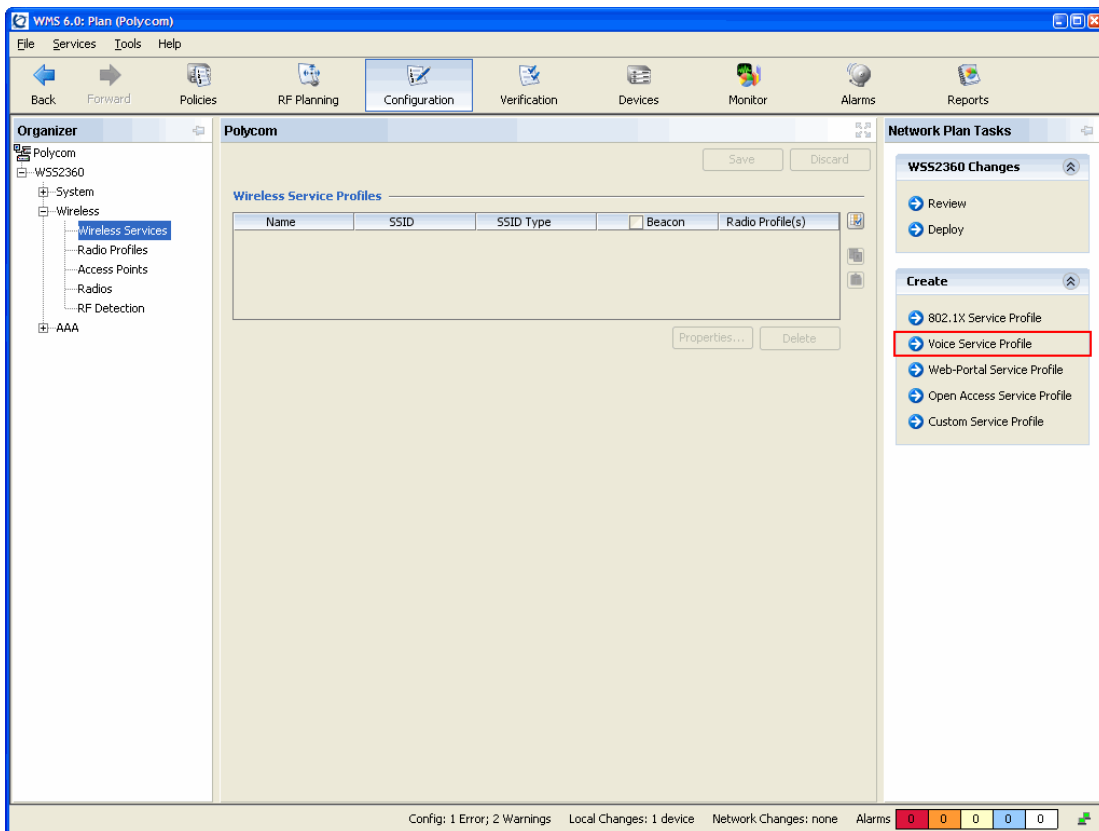 WMS 6.0: Plan (Polycom)
File Services Tools Help
Back Forward Policies RF Planning Configuration Verification Devices Monitor Alarms Reports
Organizer
Polycom
WSS2360
System
Wireless
Wireless Services
Radio Profiles
Access Points
Radios
RF Detection
AAA
Polycom
Save Discard
Wireless Service Profiles
Name SSID SSID Type Beacon Radio Profile(s)
Properties... Delete
Network Plan Tasks
WSS2360 Changes
Review
Deploy
Create
802.1X Service Profile
Voice Service Profile
Web-Portal Service Profile
Open Access Service Profile
Custom Service Profile
Config: 1 Error; 2 Warnings Local Changes: 1 device Network Changes: none Alarms 0 0 0 0 0